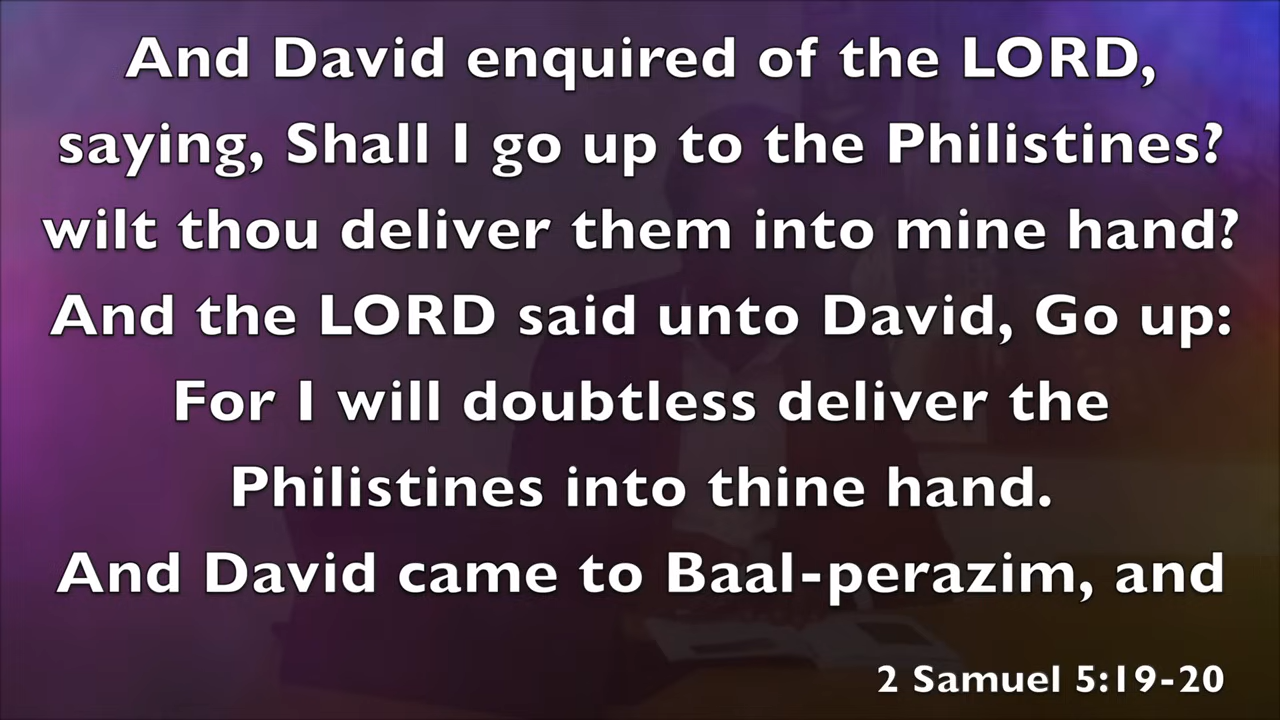 And David enquired of the LORD,
saying, Shall I go up to the Philistines?
wilt thou deliver them into mine hand?
And the LORD said unto David, Go up:
For I will doubtless deliver the
Philistines into thine hand.
And David came to Baal-perazim, and
2 Samuel 5:19-20